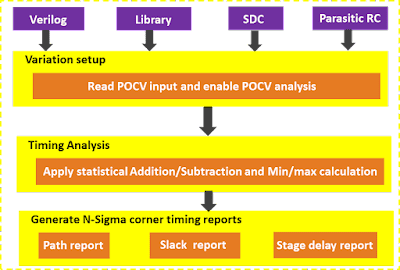 Verilog
Library
SDC
Parasitic RC
Variation setup
Read POCV input and enable POCV analysis
Timing Analysis
Apply statistical Addition/Subtraction and Min/max calculation
Generate N-Sigma corner timing reports
Path report
Slack report
Stage delay report